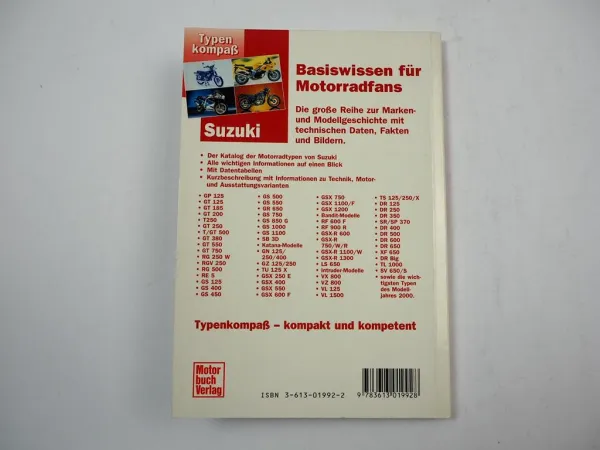 Typen
kompaß
Suzuki
Basiswissen für
Motorradfans
Die große Reihe zur Marken-
und Modellgeschichte mit
technischen Daten, Fakten
und Bildern.
• Der Katalog der Motorradtypen von Suzuki
• Alle wichtigen Informationen auf einen Blick
• Mit Datentabellen
• Kurzbeschreibung mit Informationen zu Technik, Motor-
und Ausstattungsvarianten
• GP 125
• GT 125
• GT 185
• GT 200
• T250
• GT 250
• T/GT 500
• GT 380
• GT 550
• GT 750
• RG 250 W
• RGV 250
• RG 500
• RE 5
• GS 125
• GS 400
• GS 450
• GS 500
• GS 550
• GR 650
• GS 750
• GS 850 G
• GS 1000
• GS 1100
• SB 3D
• Katana-Modelle
• GN 125/
250/400
• GZ 125/250
• TU 125 X
• GSX 250 E
• GSX 400
• GSX 550
• GSX 600 F
• GSX 750
• GSX 1100/F
• GSX 1200
• Bandit-Modelle
• RF 600 F
• RF 900 R
• GSX-R 600
• GSX-R
750/W/R
• GSX-R 1100/W
• GSX-R 1300
• LS 650
• Intruder-Modelle
• VX 800
• VZ 800
• VL 125
• VL 1500
• TS 125/250/X
• DR 125
• DR 250
• DR 350
• SR/SP 370
• DR 400
• DR 500
• DR 600
• DR 650
• XF 650
• DR Big
• TL 1000
• SV 650/S
• sowie die wich-
tigsten Typen
des Modell-
jahres 2000.
Typenkompaß – kompakt und kompetent
Motor
buch
Verlag
ISBN 3-613-01992-2
9 783613 019928